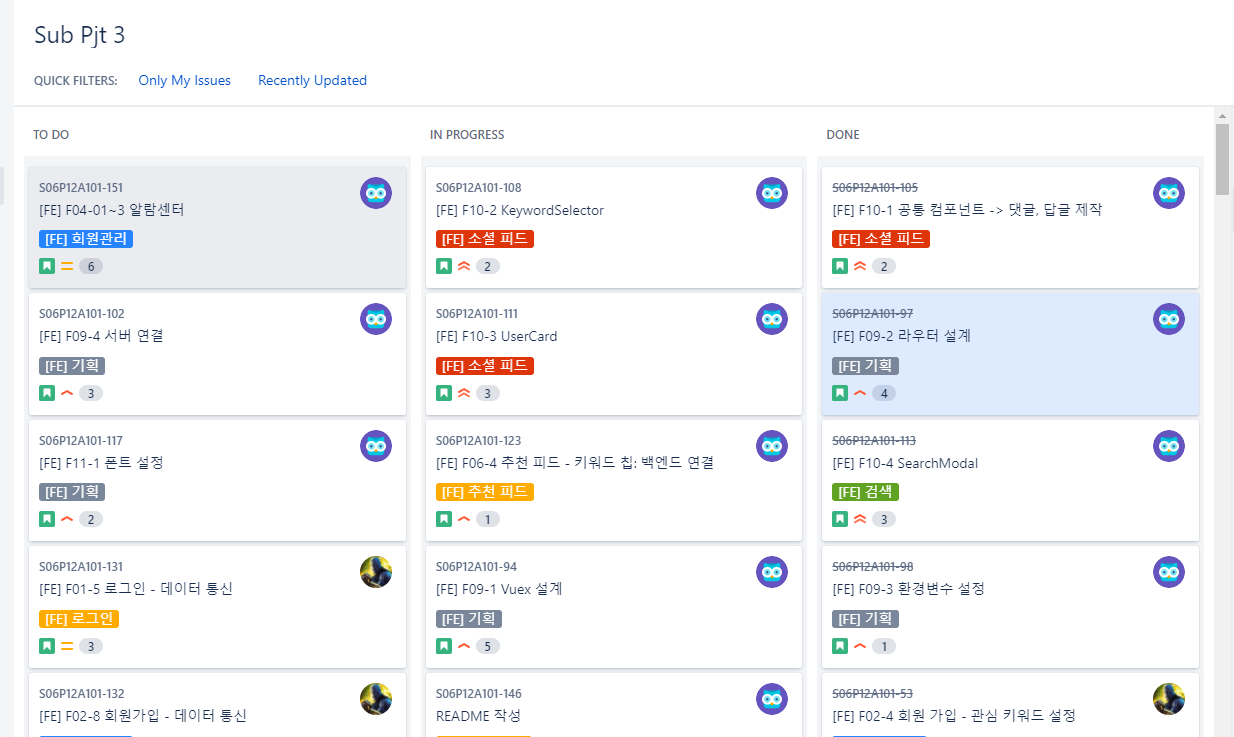 Sub Pjt 3
QUICK FILTERS: Only My Issues Recently Updated
TO DO
S06P12A101-151
[FE] F04-01~3 알람센터
[FE] 회원관리
6
S06P12A101-102
[FE] F09-4 서버 연결
[FE] 기획
3
S06P12A101-117
[FE] F11-1 폰트 설정
[FE] 기획
2
S06P12A101-131
[FE] F01-5 로그인 - 데이터 통신
[FE] 로그인
3
S06P12A101-132
[FE] F02-8 회원가입 - 데이터 통신
IN PROGRESS
S06P12A101-108
[FE] F10-2 KeywordSelector
[FE] 소셜 피드
2
S06P12A101-111
[FE] F10-3 UserCard
[FE] 소셜 피드
3
S06P12A101-123
[FE] F06-4 추천 피드 - 키워드 칩: 백엔드 연결
[FE] 추천 피드
1
S06P12A101-94
[FE] F09-1 Vuex 설계
[FE] 기획
5
S06P12A101-146
README 작성
DONE
S06P12A101-105
[FE] F10-1 공통 컴포넌트 -> 댓글, 답글 제작
[FE] 소셜 피드
2
S06P12A101-97
[FE] F09-2 라우터 설계
[FE] 기획
4
S06P12A101-113
[FE] F10-4 SearchModal
[FE] 검색
3
S06P12A101-98
[FE] F09-3 환경변수 설정
[FE] 기획
1
S06P12A101-53
[FE] F02-4 회원 가입 - 관심 키워드 설정